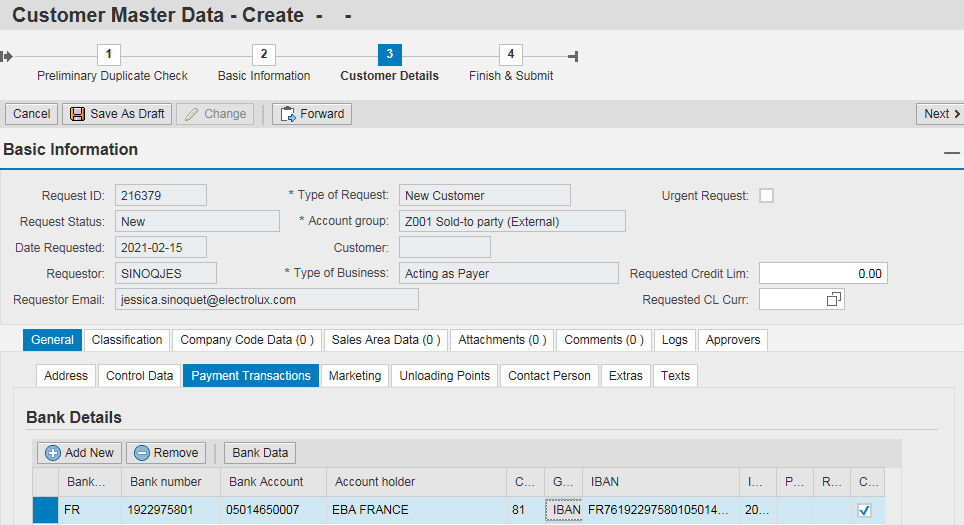 Customer Master Data - Create - -
1 2 3 4
Preliminary Duplicate Check Basic Information Customer Details Finish & Submit
Cancel Save As Draft Change Forward Next
Basic Information
Request ID: 216379 * Type of Request: New Customer Urgent Request:
Request Status: New * Account group: Z001 Sold-to party (External)
Date Requested: 2021-02-15 Customer:
Requestor: SINOQJES * Type of Business: Acting as Payer Requested Credit Lim: 0.00
Requestor Email: jessica.sinoquet@electrolux.com Requested CL Curr:
General Classification Company Code Data (0 ) Sales Area Data (0 ) Attachments (0 ) Comments (0 ) Logs Approvers
Address Control Data Payment Transactions Marketing Unloading Points Contact Person Extras Texts
Bank Details
Add New Remove Bank Data
Bank... Bank number Bank Account Account holder C... G... IBAN I... P... R... C...
FR 1922975801 05014650007 EBA FRANCE 81 IBAN FR76192297580105014... 20...